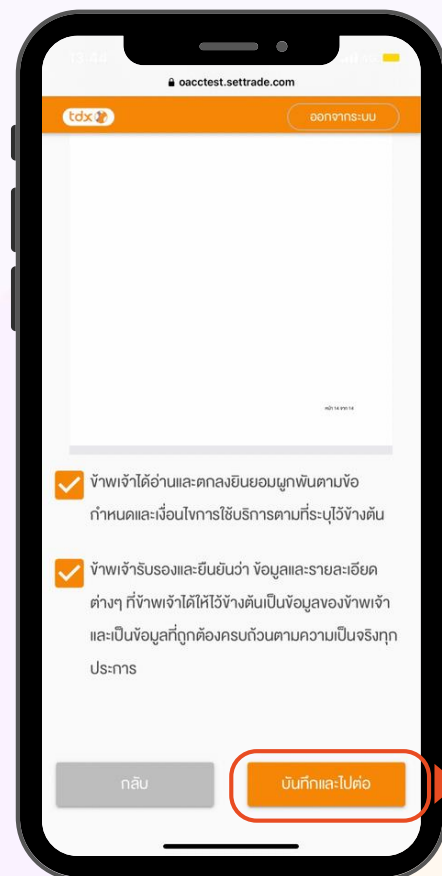 oacctest.settrade.com
tdx
ออกจากระบบ
หน้า 14 จาก 14
ข้าพเจ้าได้อ่านและตกลงยินยอมผูกพันตามข้อ
กำหนดและเงื่อนไขการใช้บริการตามที่ระบุไว้ข้างต้น
ข้าพเจ้ารับรองและยืนยันว่า ข้อมูลและรายละเอียด
ต่างๆ ที่ข้าพเจ้าได้ให้ไว้ข้างต้นเป็นข้อมูลของข้าพเจ้า
และเป็นข้อมูลที่ถูกต้องครบถ้วนตามความเป็นจริงทุก
ประการ
กลับ
บันทึกและไปต่อ